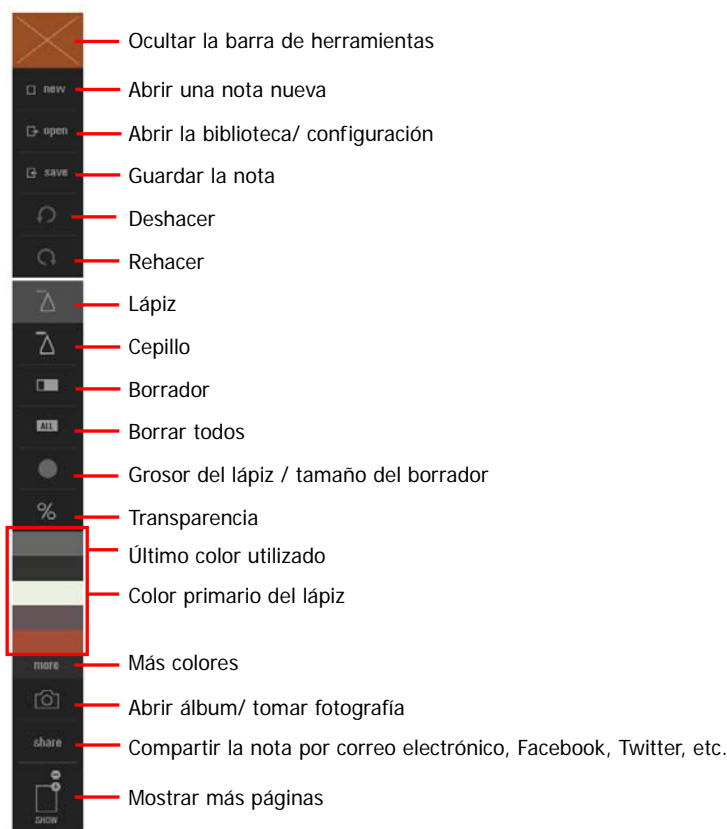 Ocultar la barra de herramientas
new
Abrir una nota nueva
open
Abrir la biblioteca/ configuración
save
Guardar la nota
Deshacer
Rehacer
Lápiz
Cepillo
Borrador
ALL
Borrar todos
Grosor del lápiz / tamaño del borrador
%
Transparencia
Último color utilizado
Color primario del lápiz
more
Más colores
Abrir álbum/ tomar fotografía
share
Compartir la nota por correo electrónico, Facebook, Twitter, etc.
Mostrar más páginas
SHOW